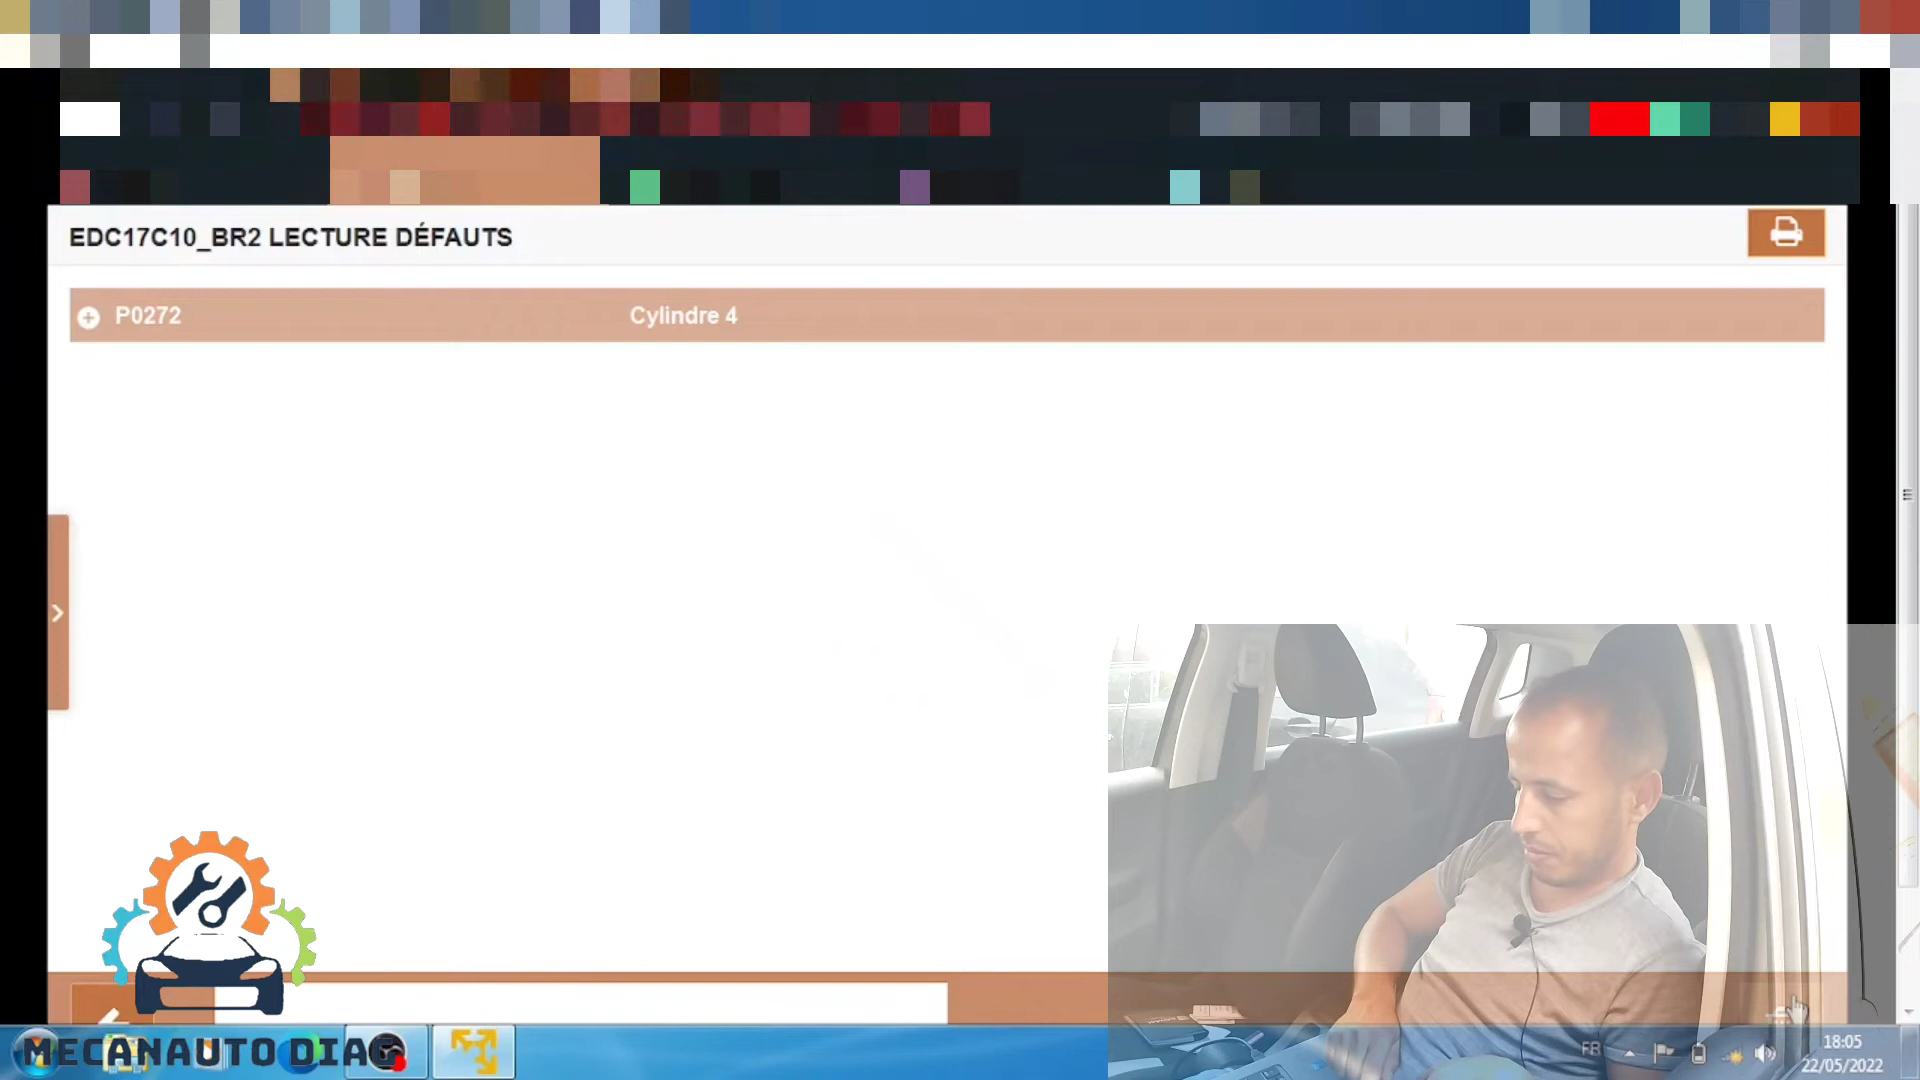 EDC17C10_BR2 LECTURE DÉFAUTS
P0272 Cylindre 4
MECANAUTO DIAG
FR
18:05
22/05/2022